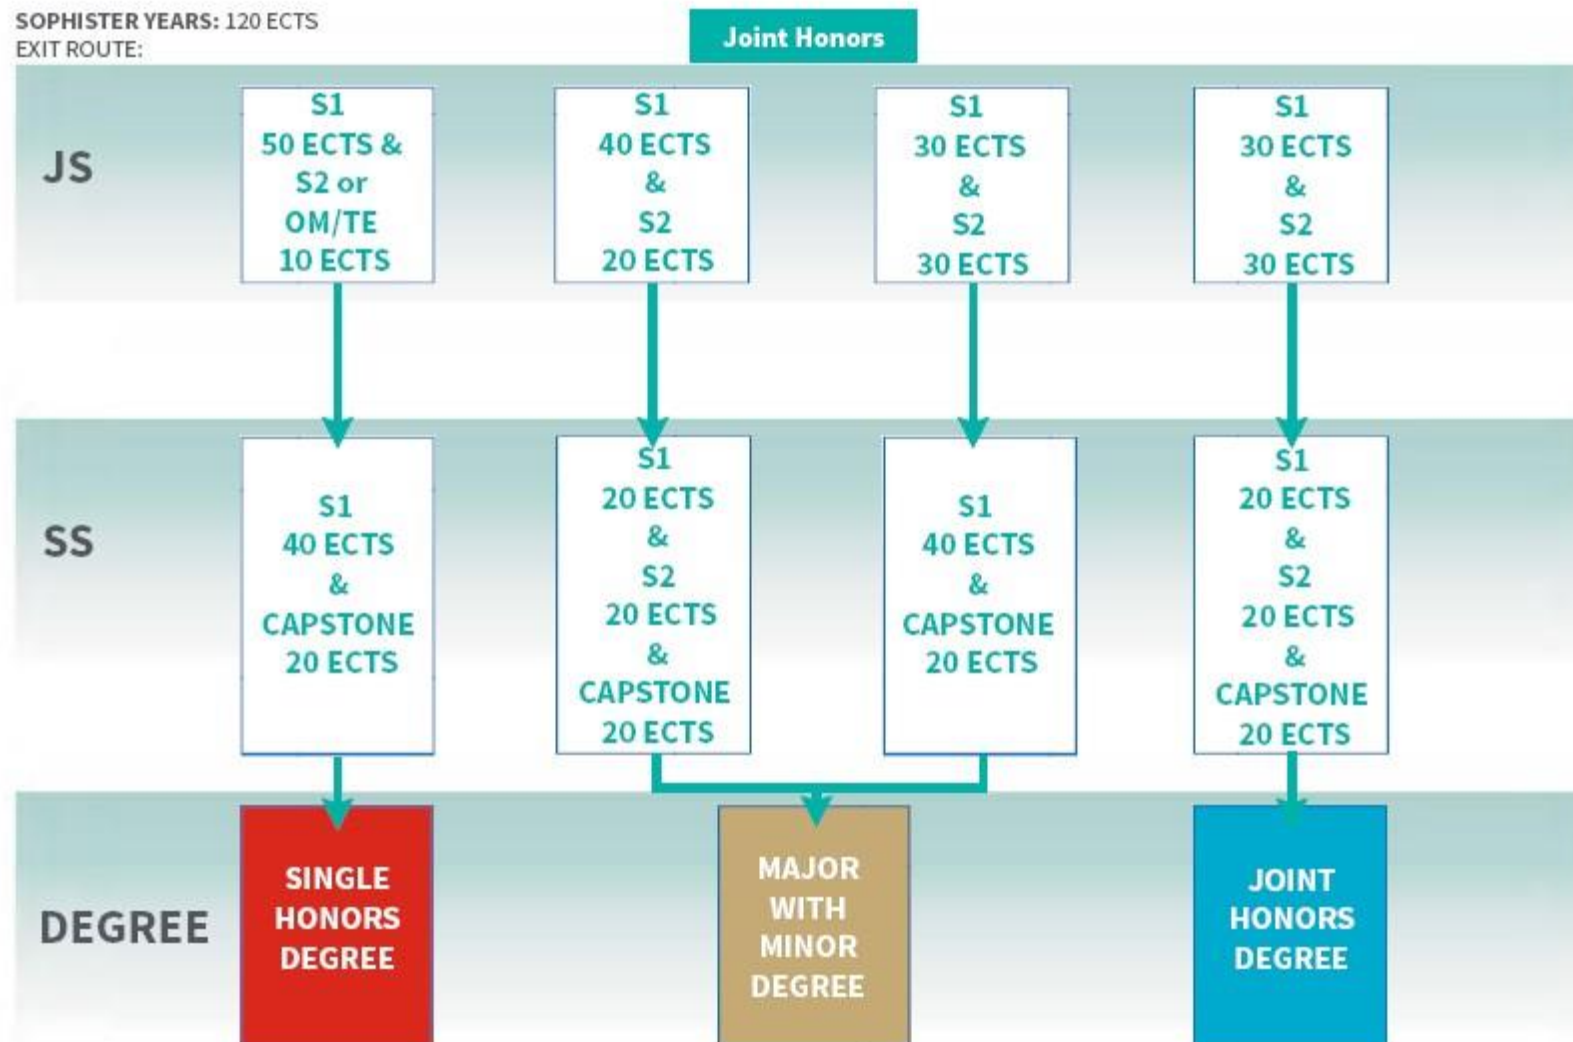 SOPHISTER YEARS: 120 ECTS
EXIT ROUTE:
Joint Honors
JS
S1
50 ECTS &
S2 or
OM/TE
10 ECTS
S1
40 ECTS
&
S2
20 ECTS
S1
30 ECTS
&
S2
30 ECTS
S1
30 ECTS
&
S2
30 ECTS
SS
S1
40 ECTS
&
CAPSTONE
20 ECTS
S1
20 ECTS
&
S2
20 ECTS
&
CAPSTONE
20 ECTS
S1
40 ECTS
&
CAPSTONE
20 ECTS
S1
20 ECTS
&
S2
20 ECTS
&
CAPSTONE
20 ECTS
DEGREE
SINGLE
HONORS
DEGREE
MAJOR
WITH
MINOR
DEGREE
JOINT
HONORS
DEGREE